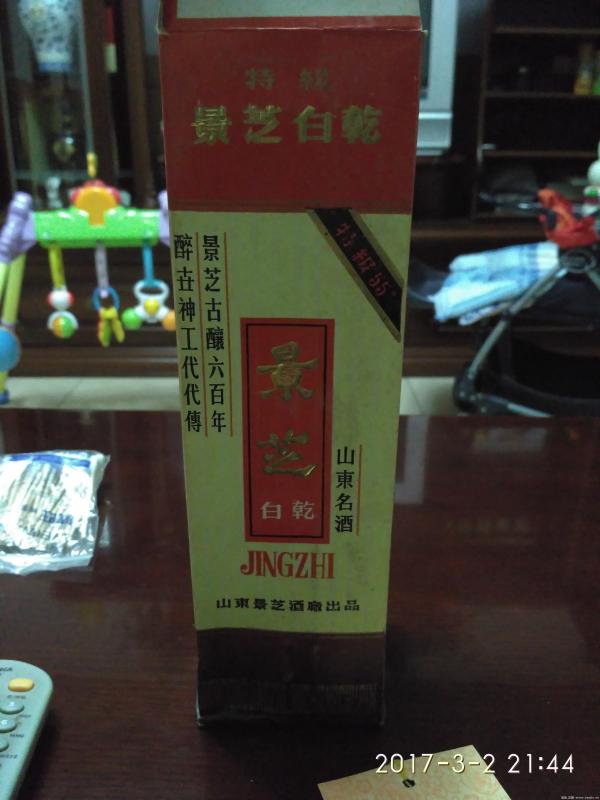 特級
景芝白乾
特級55°
景芝古釀六百年
醉在神工代代傳
景芝
白乾
山東名酒
JINGZHI
山東景芝酒廠出品
2017-3-2 21:44